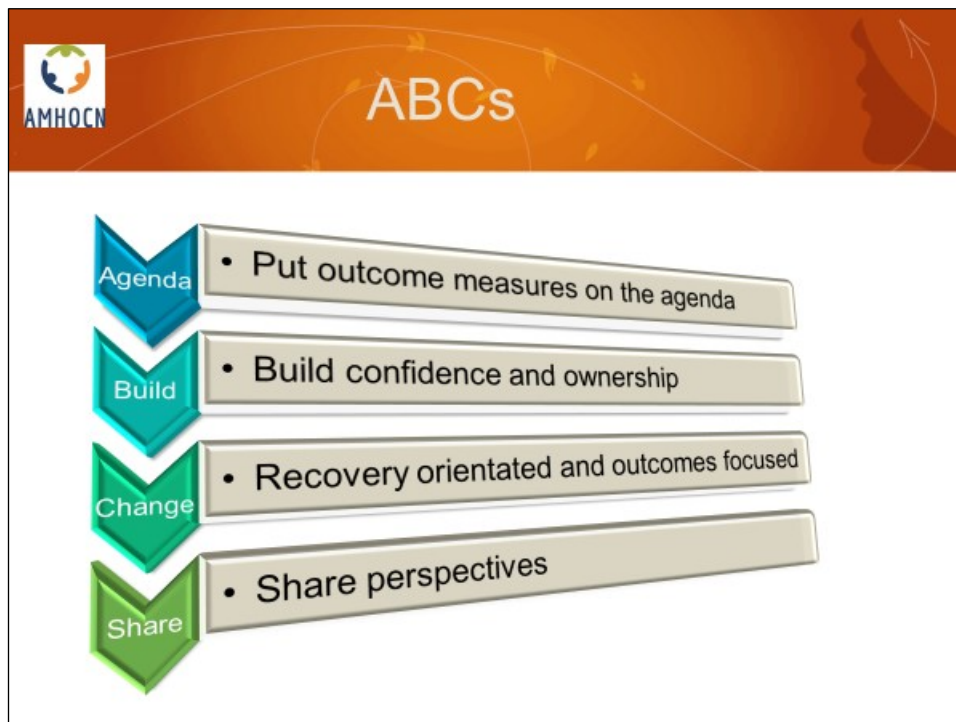 AMHOCN
ABCs
Agenda
• Put outcome measures on the agenda
Build
• Build confidence and ownership
Change
• Recovery orientated and outcomes focused
Share
• Share perspectives